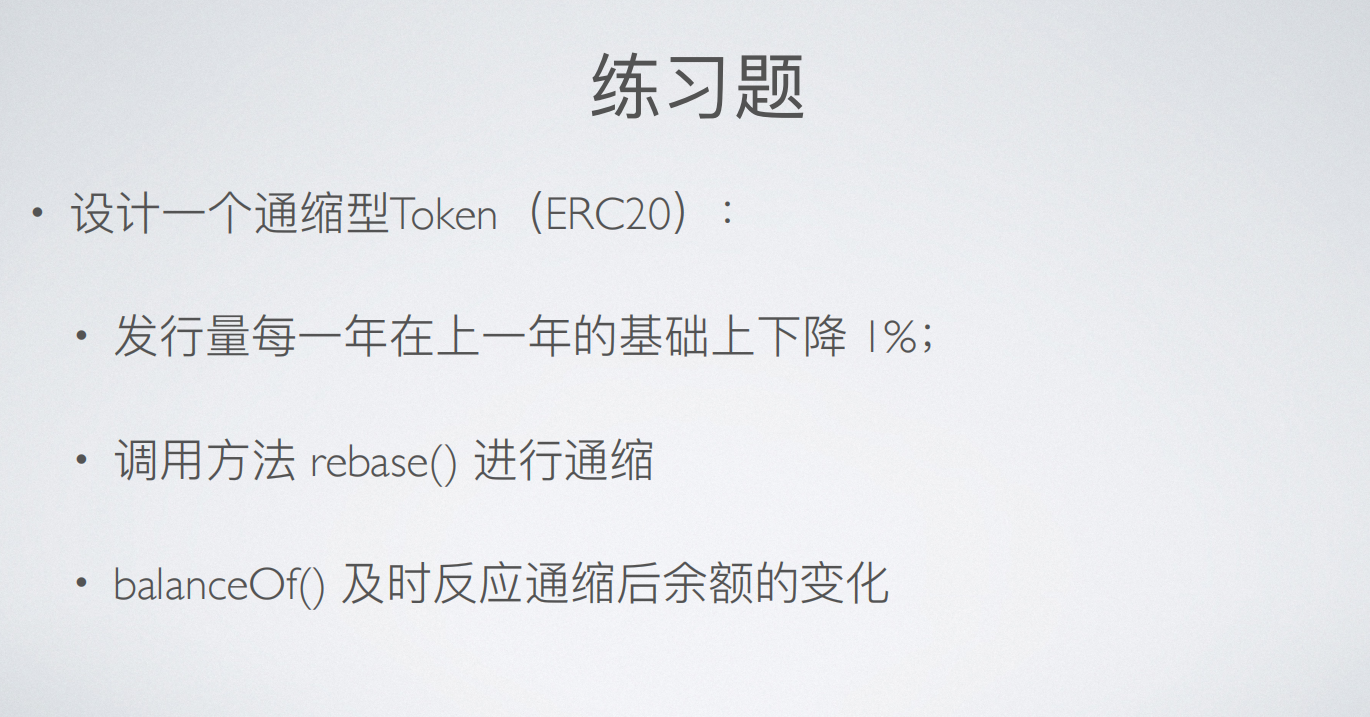 练习题
• 设计一个通缩型Token（ERC20）：
• 发行量每一年在上一年的基础上下降 1%；
• 调用方法 rebase() 进行通缩
• balanceOf() 及时反应通缩后余额的变化